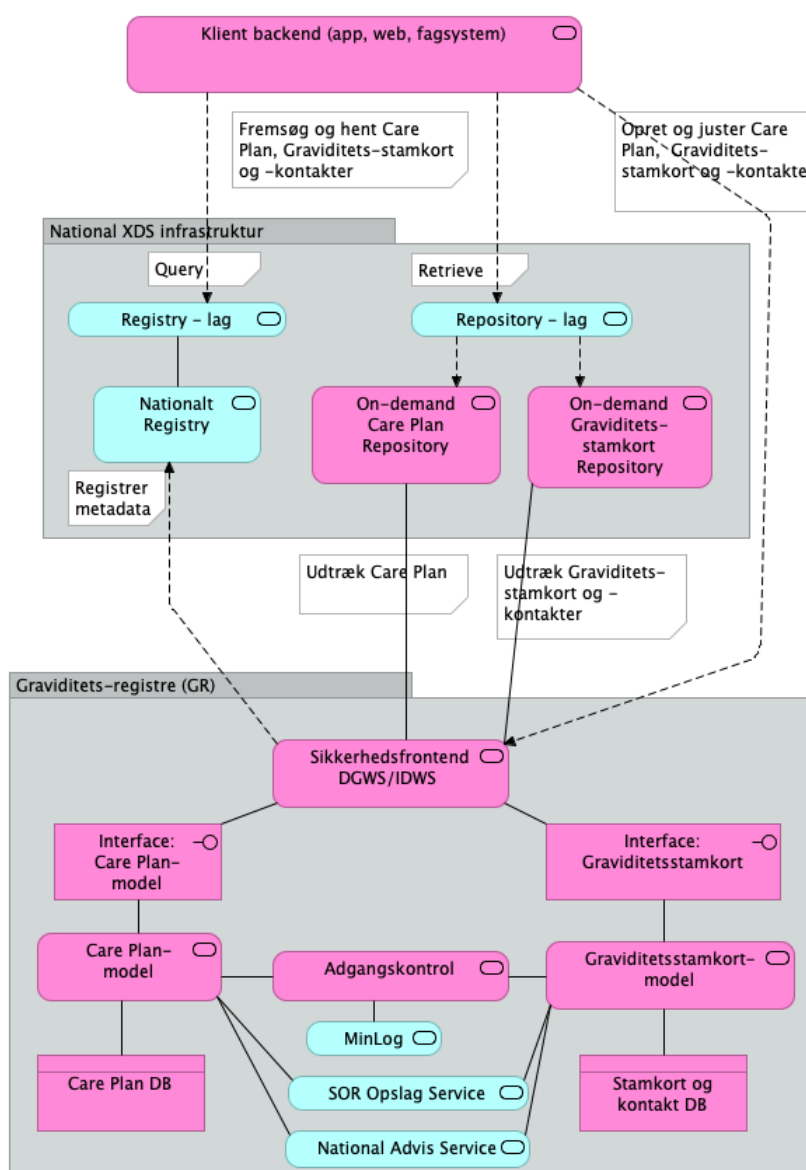 Klient backend (app, web, fagsystem)
Fremsøg og hent Care
Plan, Graviditets-stamkort
og -kontakter
Opret og juster Care
Plan, Graviditets-
stamkort og -kontakter
National XDS infrastruktur
Query
Retrieve
Registry - lag
Repository - lag
Nationalt
Registry
On-demand
Care Plan
Repository
On-demand
Graviditets-
stamkort
Repository
Registrer
metadata
Udtræk Care Plan
Udtræk Graviditets-
stamkort og -
kontakter
Graviditets-registre (GR)
Sikkerhedsfrontend
DGWS/IDWS
Interface:
Care Plan-
model
Interface:
Graviditetsstamkort
Care Plan-
model
Adgangskontrol
Graviditetsstamkort-
model
MinLog
Care Plan DB
SOR Opslag Service
Stamkort og
kontakt DB
National Advis Service